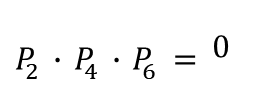 P₂ · P₄ · P₆ = 0